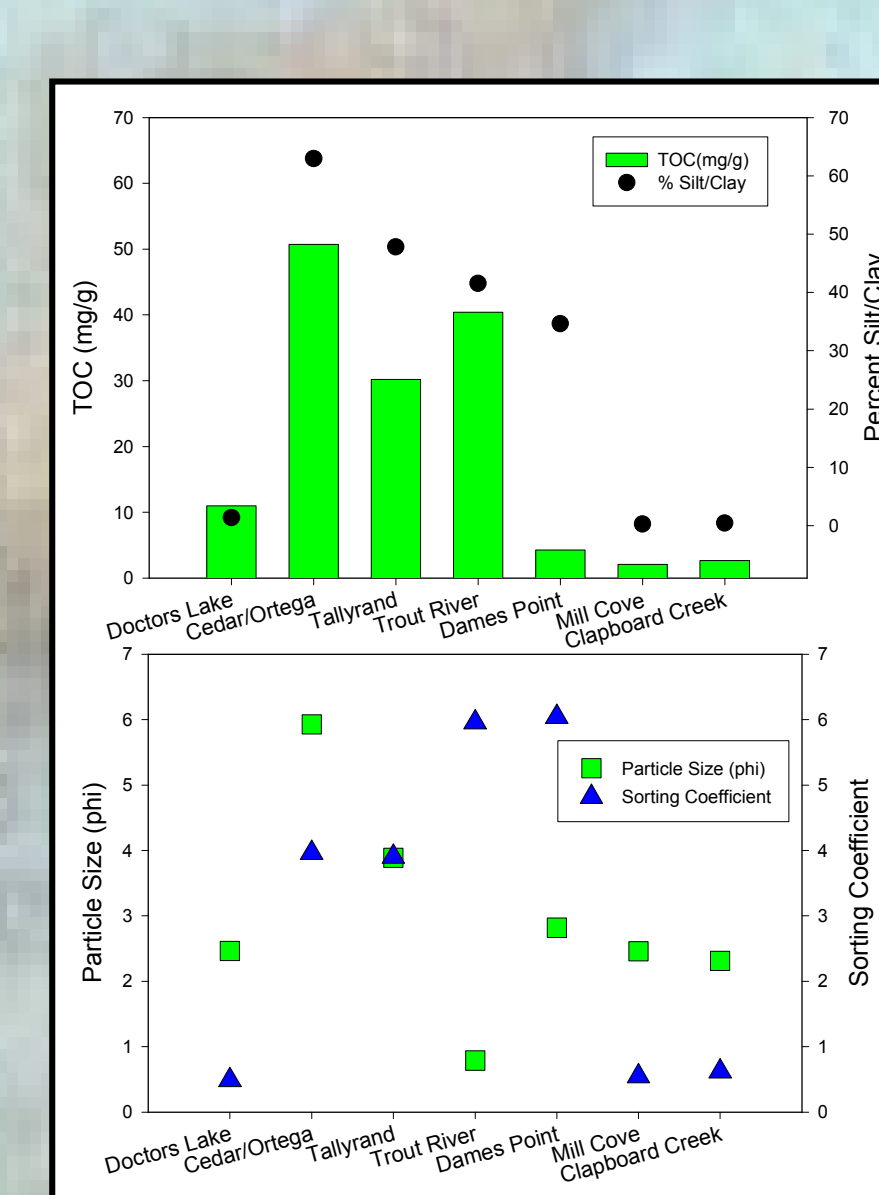 70
60
50
40
30
20
10
0
TOC (mg/g)
TOC(mg/g)
% Silt/Clay
70
60
50
40
30
20
10
0
Percent Silt/Clay
Doctors Lake
Cedar/Ortega
Tallyrand
Trout River
Dames Point
Mill Cove
Clapboard Creek
7
6
5
4
3
2
1
0
Particle Size (phi)
Particle Size (phi)
Sorting Coefficient
7
6
5
4
3
2
1
0
Sorting Coefficient
Doctors Lake
Cedar/Ortega
Tallyrand
Trout River
Dames Point
Mill Cove
Clapboard Creek